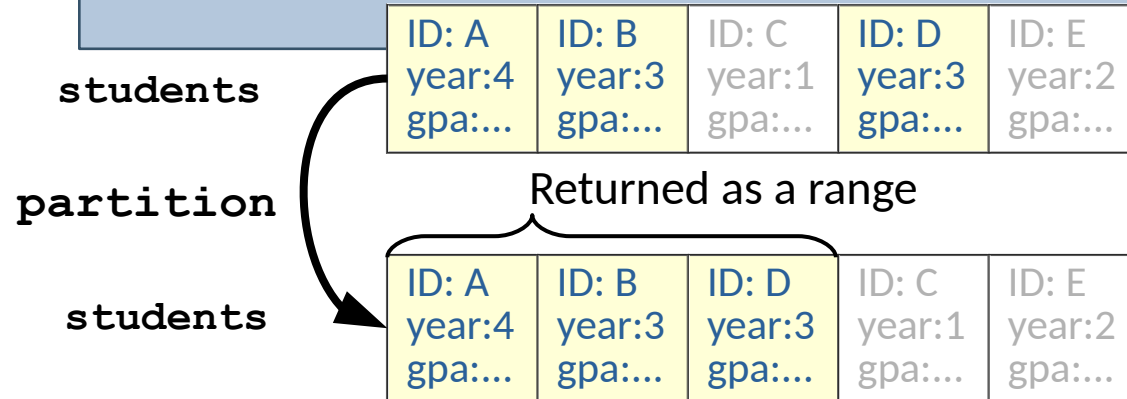 ID: A ID: B ID: C ID: D ID: E
students year:4 year:3 year:1 year:3 year:2
gpa:... gpa:... gpa:... gpa:... gpa:...
partition Returned as a range
ID: A ID: B ID: D ID: C ID: E
students year:4 year:3 year:3 year:1 year:2
gpa:... gpa:... gpa:... gpa:... gpa:...